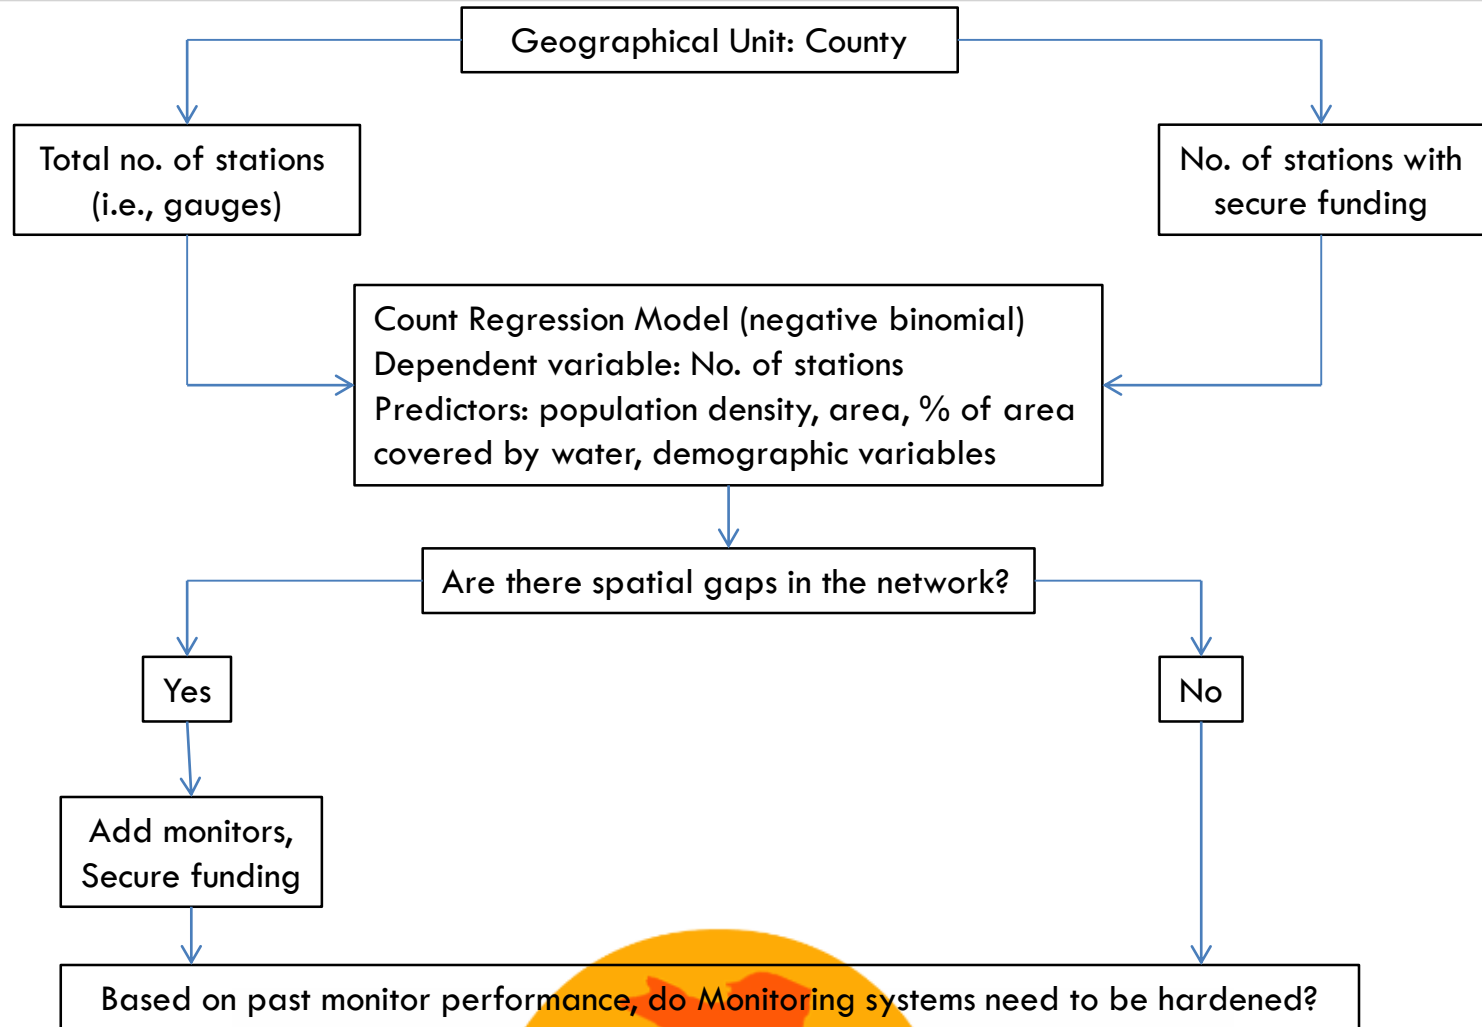 Geographical Unit: County
Total no. of stations
(i.e., gauges)
No. of stations with
secure funding
Count Regression Model (negative binomial)
Dependent variable: No. of stations
Predictors: population density, area, % of area
covered by water, demographic variables
Are there spatial gaps in the network?
Yes
No
Add monitors,
Secure funding
Based on past monitor performance, do Monitoring systems need to be hardened?